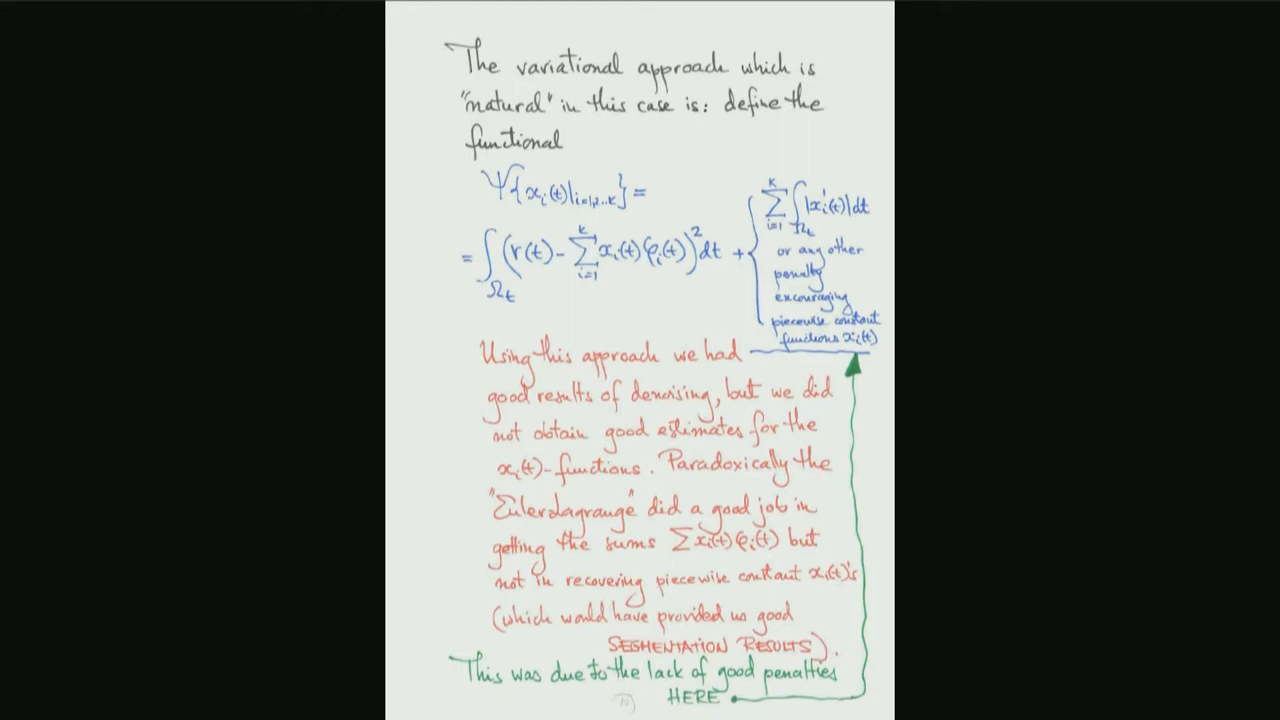 The variational approach which is
"natural" in this case is: define the
functional
Ψ{x_i(t)|_{i=1,2..K}} =
= ∫_{Ω_t} (r(t) - Σ_{i=1}^{K} x_i(t) φ_i(t))² dt + { Σ_{i=1}^{K} ∫_{Ω_t} |x_i'(t)| dt
or any other
penalty
encouraging
piecewise constant
functions x_i(t)
Using this approach we had
good results of denoising, but we did
not obtain good estimates for the
x_i(t)-functions. Paradoxically the
"Euler Lagrange" did a good job in
getting the sums Σ x_i(t) φ_i(t) but
not in recovering piecewise constant x_i(t)'s
(which would have provided us good
SEGMENTATION RESULTS).
This was due to the lack of good penalties
HERE